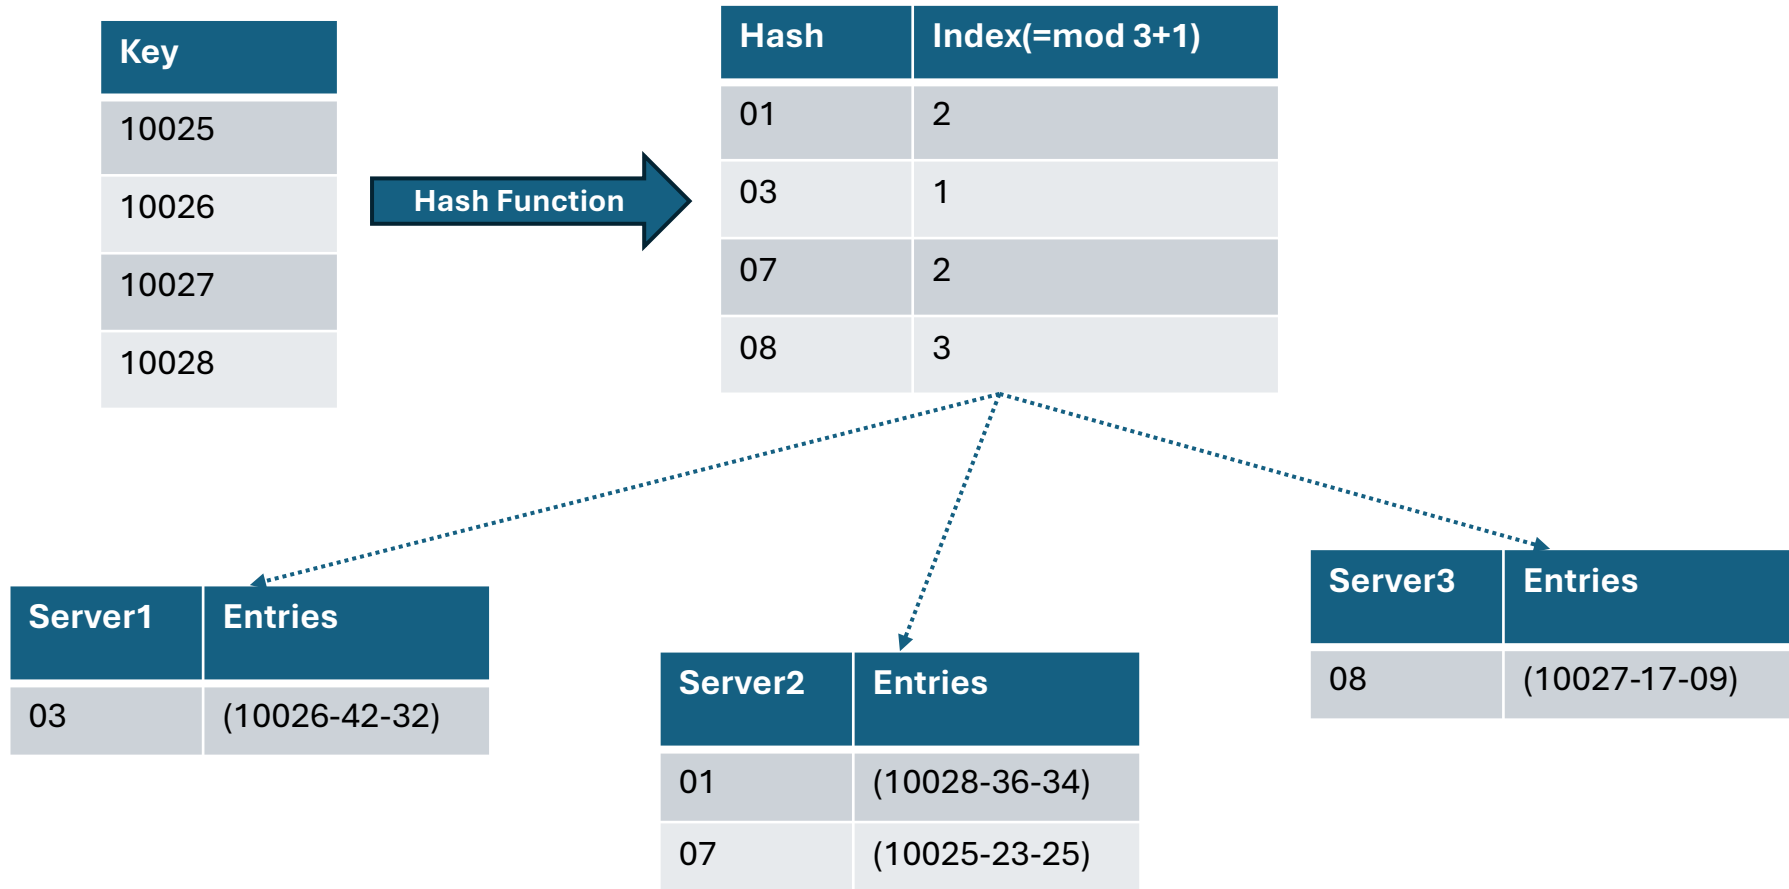 Key
10025
10026
10027
10028
Hash Function
Hash Index(=mod 3+1)
01 2
03 1
07 2
08 3
Server1 Entries
03 (10026-42-32)
Server2 Entries
01 (10028-36-34)
07 (10025-23-25)
Server3 Entries
08 (10027-17-09)